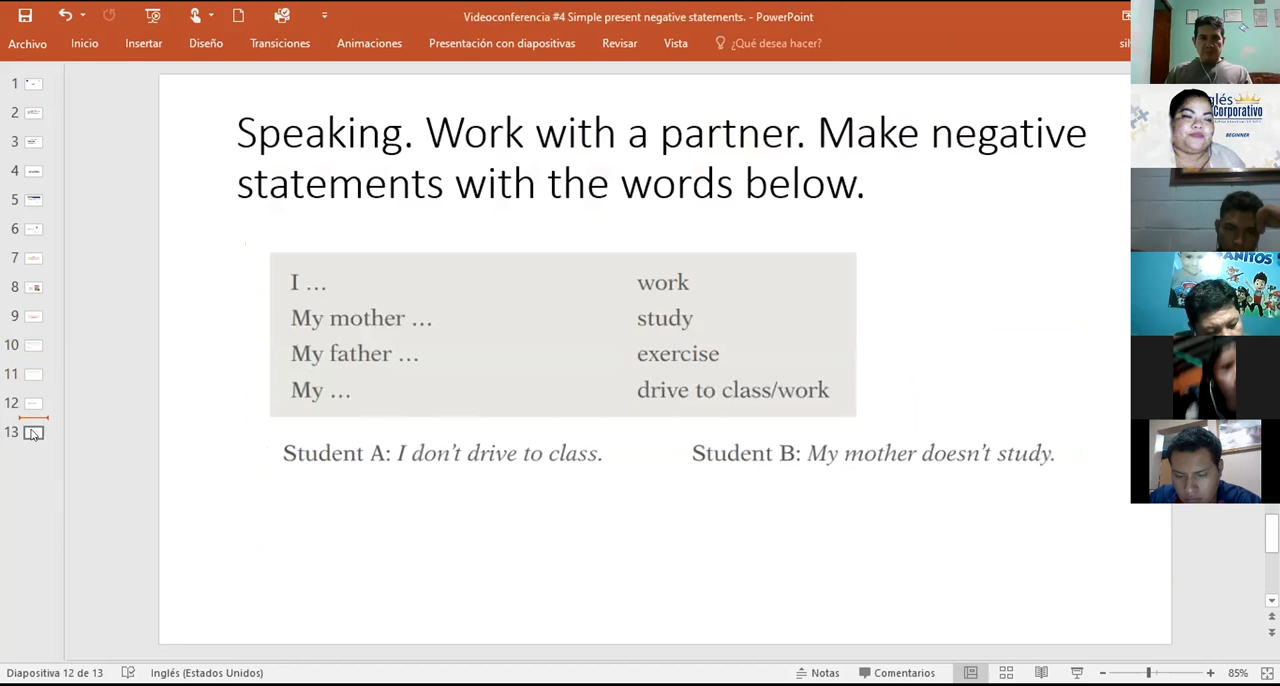 Videoconferencia #4 Simple present negative statements. - PowerPoint
Archivo Inicio Insertar Diseño Transiciones Animaciones Presentación con diapositivas Revisar Vista ¿Qué desea hacer? sil
1
2
3
4
5
6
7
8
9
10
11
12
13
Speaking. Work with a partner. Make negative
statements with the words below.
I … work
My mother … study
My father … exercise
My … drive to class/work
Student A: I don't drive to class. Student B: My mother doesn't study.
glés
Corporativo
BEGINNER
Diapositiva 12 de 13 Inglés (Estados Unidos) Notas Comentarios 85%